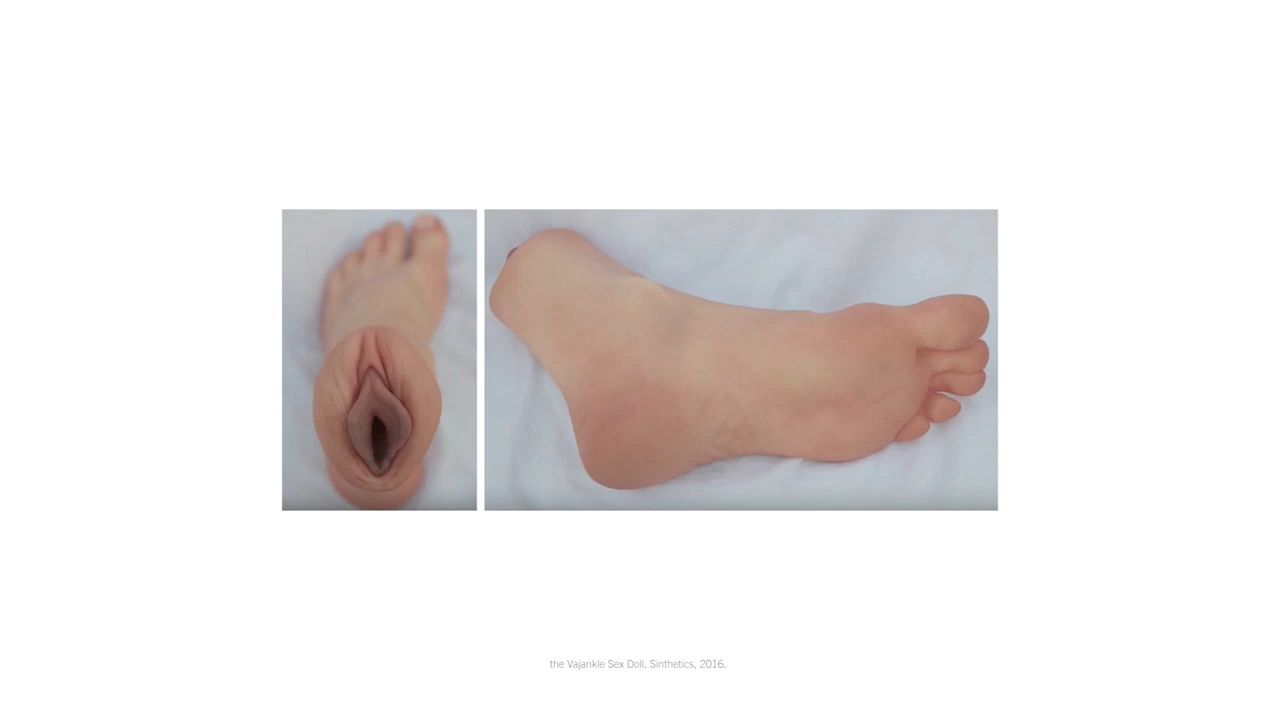 the Vajankle Sex Doll, Sinthetics, 2016.